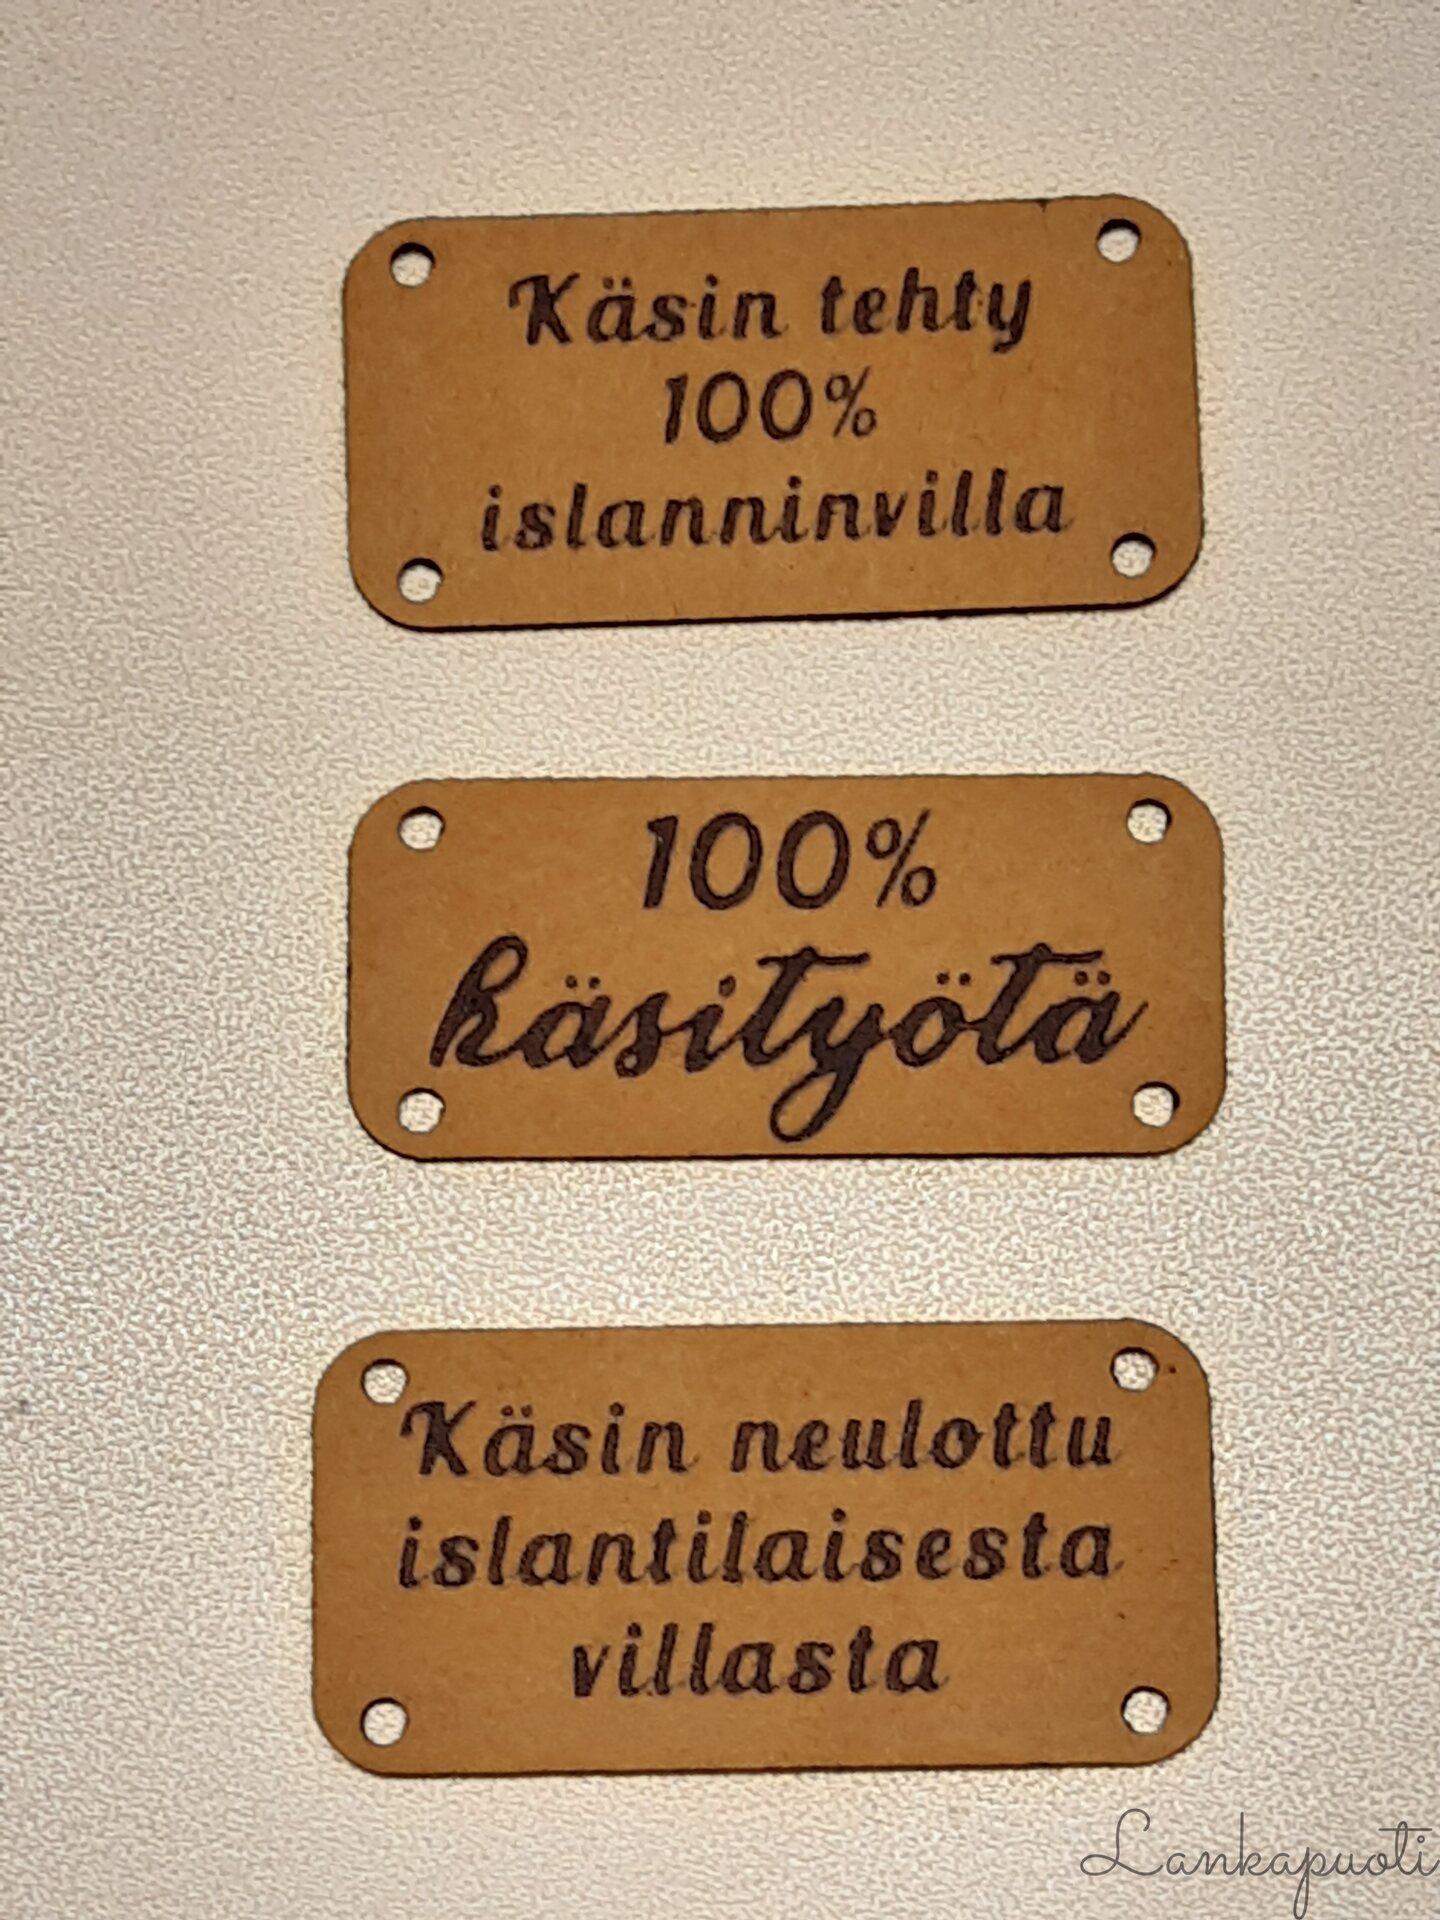 Käsin tehty
100%
islanninvilla
100%
käsityötä
Käsin neulottu
islantilaisesta
villasta
Lankapuoti